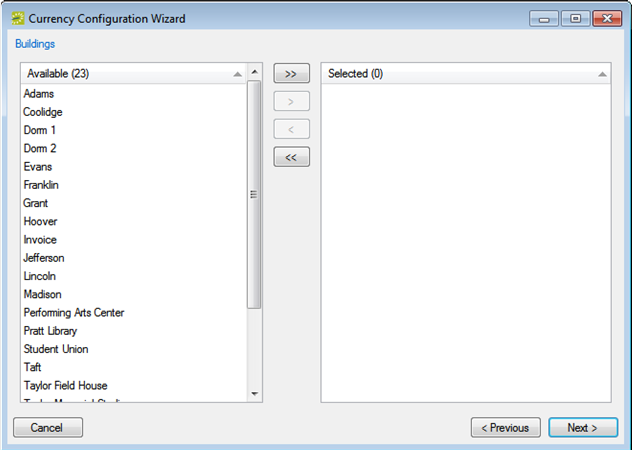 Currency Configuration Wizard
Buildings
Available (23)
Adams
Coolidge
Dorm 1
Dorm 2
Evans
Franklin
Grant
Hoover
Invoice
Jefferson
Lincoln
Madison
Performing Arts Center
Pratt Library
Student Union
Taft
Taylor Field House
>>
>
<
<<
Selected (0)
Cancel
< Previous
Next >